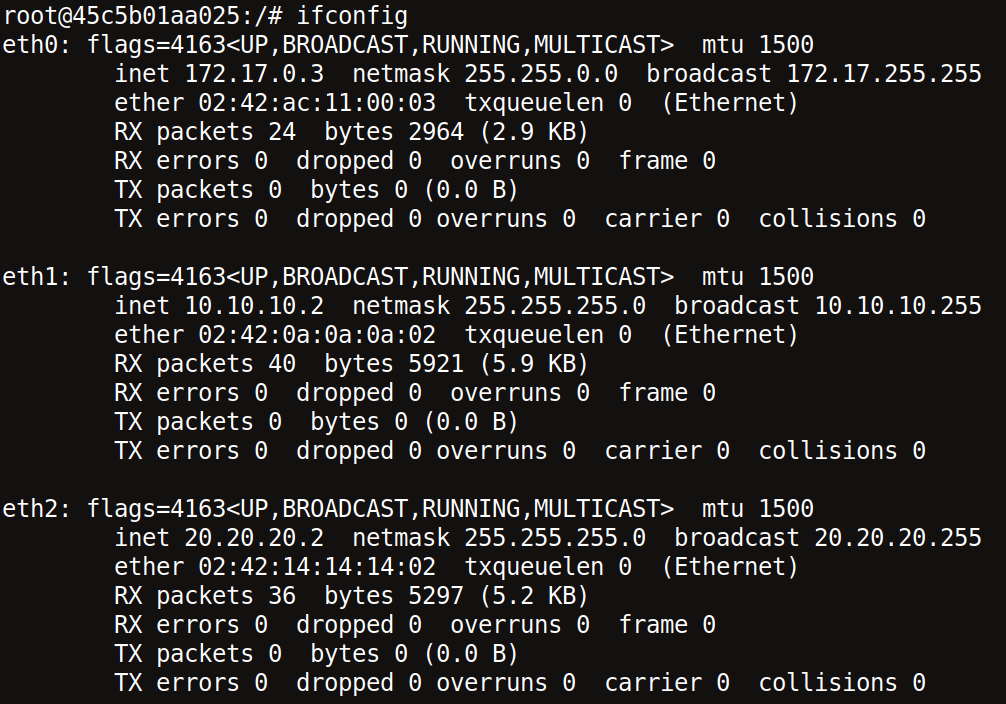 root@45c5b01aa025:/# ifconfig
eth0: flags=4163<UP,BROADCAST,RUNNING,MULTICAST>  mtu 1500
        inet 172.17.0.3  netmask 255.255.0.0  broadcast 172.17.255.255
        ether 02:42:ac:11:00:03  txqueuelen 0  (Ethernet)
        RX packets 24  bytes 2964 (2.9 KB)
        RX errors 0  dropped 0  overruns 0  frame 0
        TX packets 0  bytes 0 (0.0 B)
        TX errors 0  dropped 0 overruns 0  carrier 0  collisions 0

eth1: flags=4163<UP,BROADCAST,RUNNING,MULTICAST>  mtu 1500
        inet 10.10.10.2  netmask 255.255.255.0  broadcast 10.10.10.255
        ether 02:42:0a:0a:0a:02  txqueuelen 0  (Ethernet)
        RX packets 40  bytes 5921 (5.9 KB)
        RX errors 0  dropped 0  overruns 0  frame 0
        TX packets 0  bytes 0 (0.0 B)
        TX errors 0  dropped 0 overruns 0  carrier 0  collisions 0

eth2: flags=4163<UP,BROADCAST,RUNNING,MULTICAST>  mtu 1500
        inet 20.20.20.2  netmask 255.255.255.0  broadcast 20.20.20.255
        ether 02:42:14:14:14:02  txqueuelen 0  (Ethernet)
        RX packets 36  bytes 5297 (5.2 KB)
        RX errors 0  dropped 0  overruns 0  frame 0
        TX packets 0  bytes 0 (0.0 B)
        TX errors 0  dropped 0 overruns 0  carrier 0  collisions 0